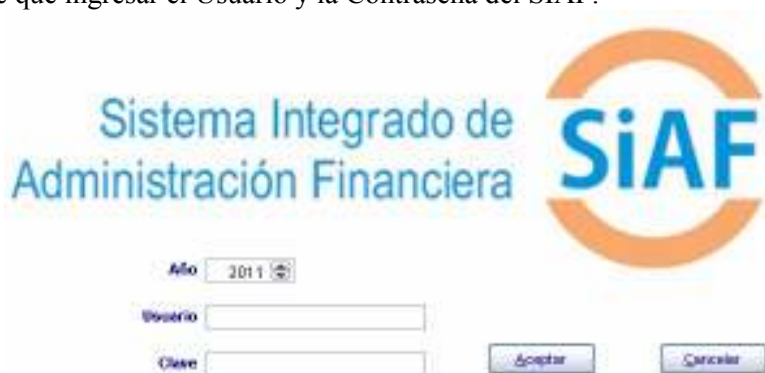 que ingresar el Usuario y la Contraseña del SIAF.
Sistema Integrado de
Administración Financiera
SiAF
Año 2011
Usuario
Clave
Aceptar Cancelar